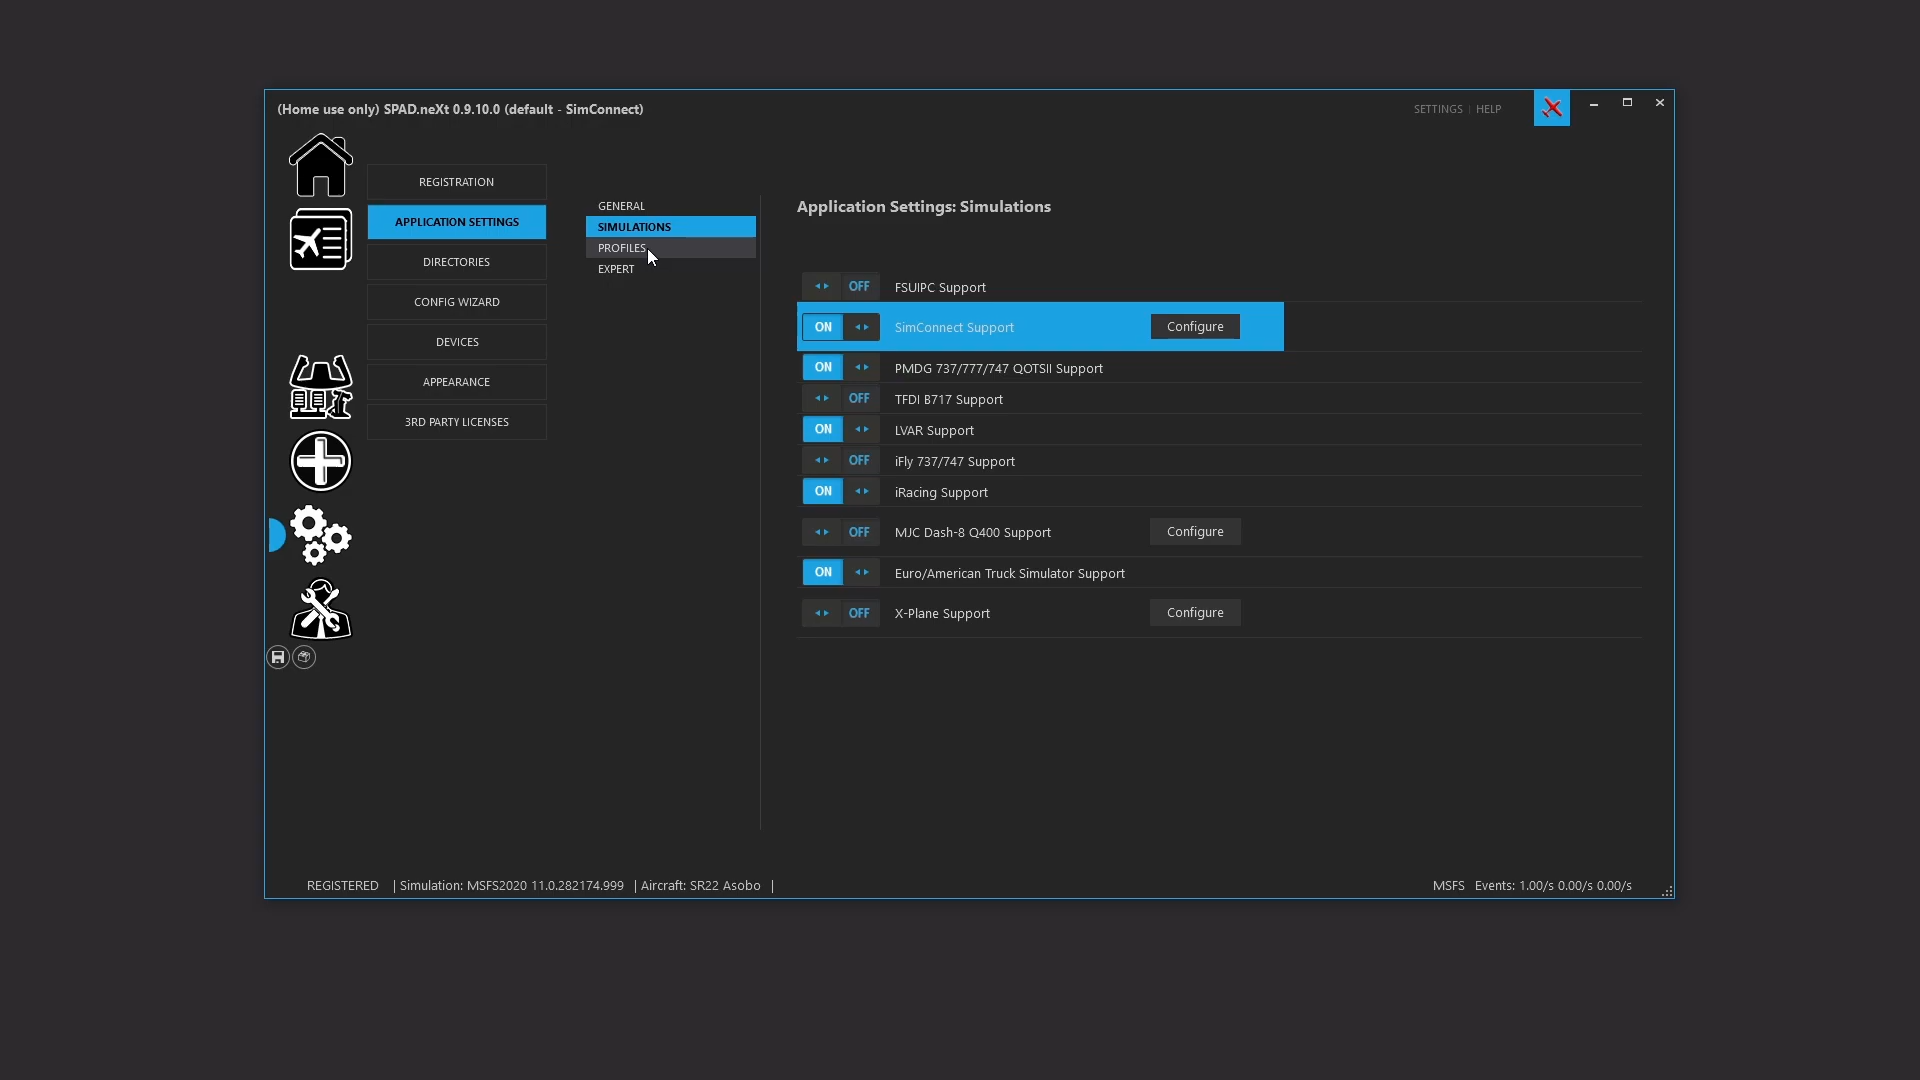 (Home use only) SPAD.neXt 0.9.10.0 (default - SimConnect)
SETTINGS | HELP
REGISTRATION
APPLICATION SETTINGS
DIRECTORIES
CONFIG WIZARD
DEVICES
APPEARANCE
3RD PARTY LICENSES
GENERAL
SIMULATIONS
PROFILES
EXPERT
Application Settings: Simulations
OFF FSUIPC Support
ON SimConnect Support Configure
ON PMDG 737/777/747 QOTSII Support
OFF TFDI B717 Support
ON LVAR Support
OFF iFly 737/747 Support
ON iRacing Support
OFF MJC Dash-8 Q400 Support Configure
ON Euro/American Truck Simulator Support
OFF X-Plane Support Configure
REGISTERED | Simulation: MSFS2020 11.0.282174.999 | Aircraft: SR22 Asobo |
MSFS Events: 1.00/s 0.00/s 0.00/s